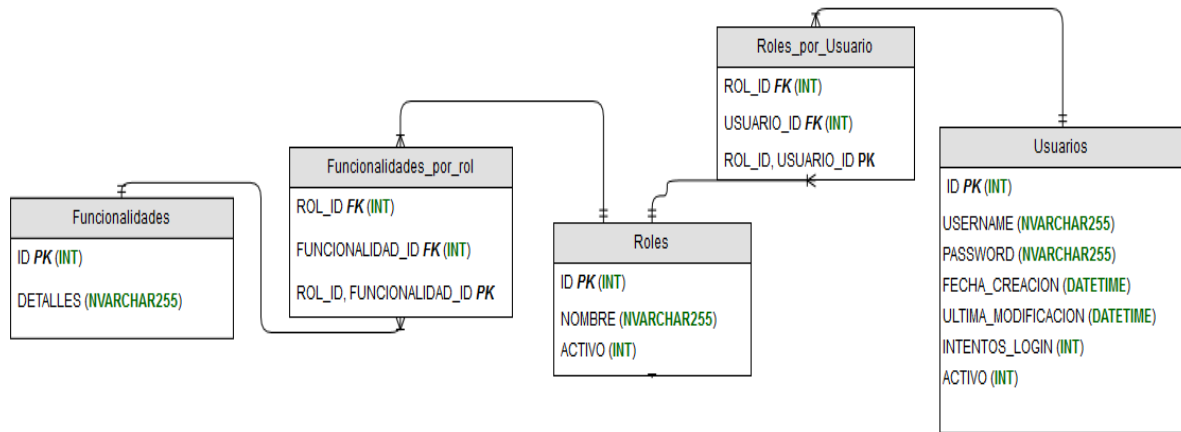 Funcionalidades
ID PK (INT)
DETALLES (NVARCHAR255)
Funcionalidades_por_rol
ROL_ID FK (INT)
FUNCIONALIDAD_ID FK (INT)
ROL_ID, FUNCIONALIDAD_ID PK
Roles
ID PK (INT)
NOMBRE (NVARCHAR255)
ACTIVO (INT)
Roles_por_Usuario
ROL_ID FK (INT)
USUARIO_ID FK (INT)
ROL_ID, USUARIO_ID PK
Usuarios
ID PK (INT)
USERNAME (NVARCHAR255)
PASSWORD (NVARCHAR255)
FECHA_CREACION (DATETIME)
ULTIMA_MODIFICACION (DATETIME)
INTENTOS_LOGIN (INT)
ACTIVO (INT)